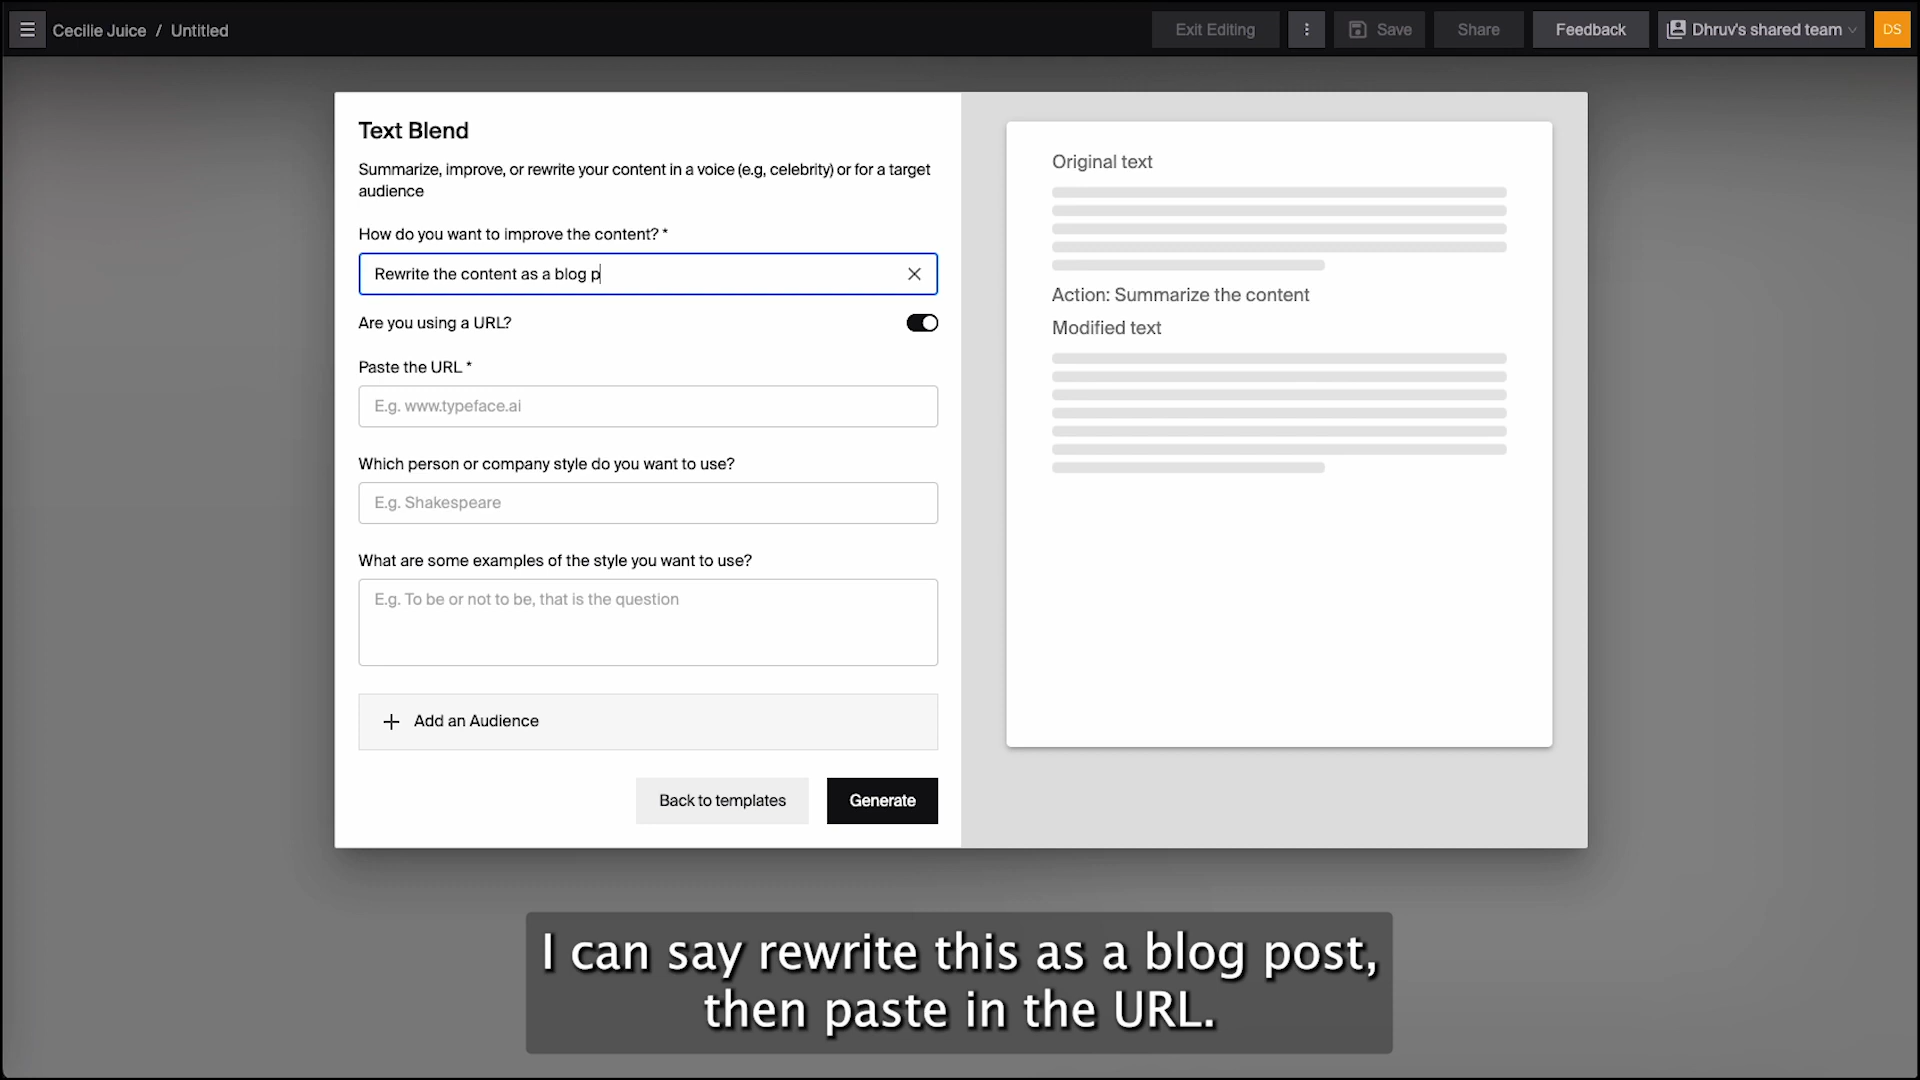 Cecilie Juice / Untitled
Exit Editing
Save
Share
Feedback
Dhruv's shared team
DS
Text Blend
Summarize, improve, or rewrite your content in a voice (e.g, celebrity) or for a target
audience
How do you want to improve the content? *
Rewrite the content as a blog p
Are you using a URL?
Paste the URL *
E.g. www.typeface.ai
Which person or company style do you want to use?
E.g. Shakespeare
What are some examples of the style you want to use?
E.g. To be or not to be, that is the question
Add an Audience
Back to templates
Generate
Original text
Action: Summarize the content
Modified text
I can say rewrite this as a blog post,
then paste in the URL.